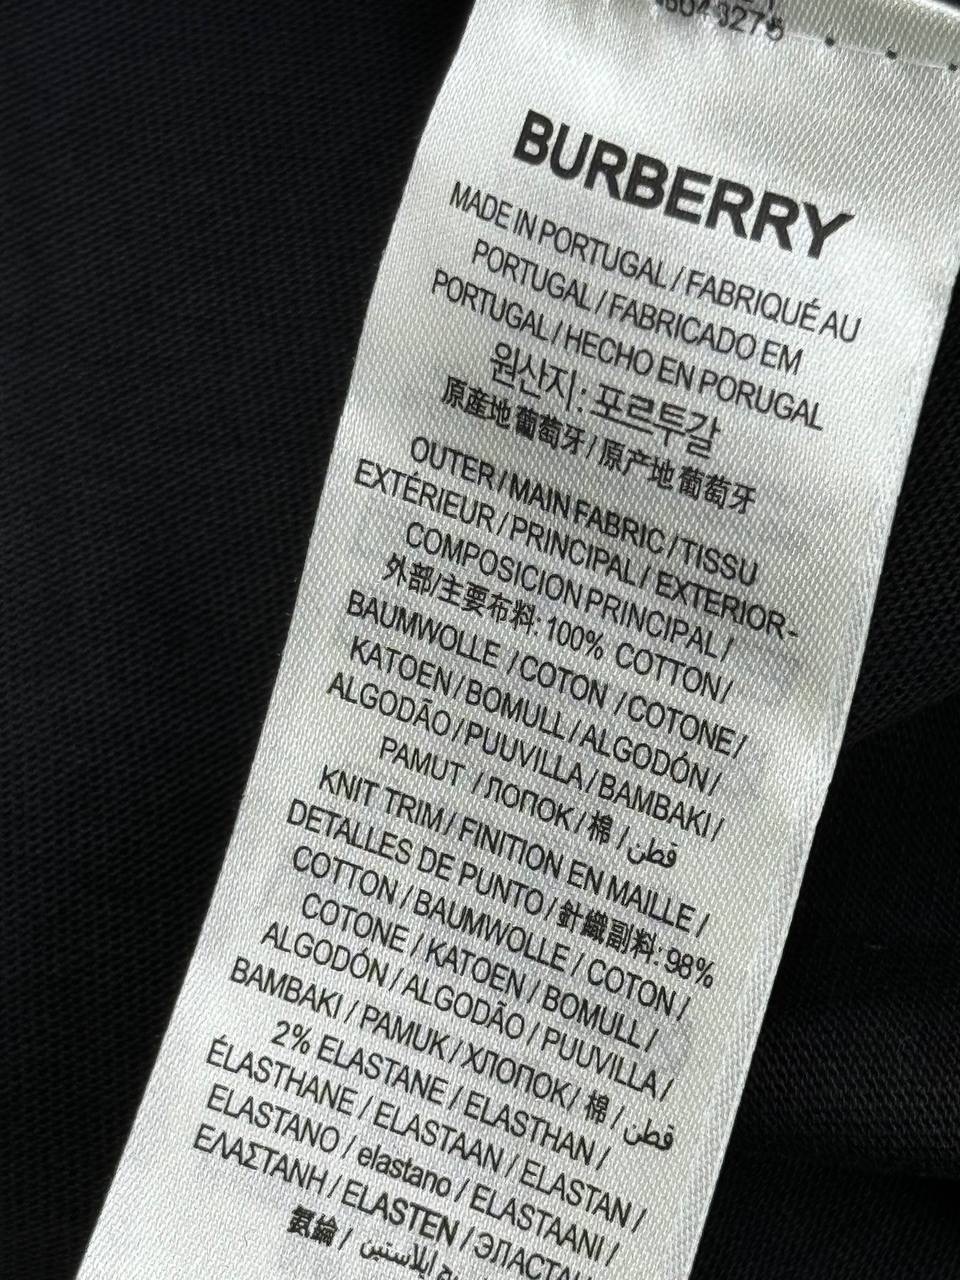 BURBERRY
MADE IN PORTUGAL / FABRIQUÉ AU
PORTUGAL / FABRICADO EM
PORTUGAL / HECHO EN PORUGAL
원산지: 포르투갈
原產地 葡萄牙 / 原产地 葡萄牙
OUTER / MAIN FABRIC / TISSU
EXTÉRIEUR / PRINCIPAL / EXTERIOR-
COMPOSICION PRINCIPAL /
外部/主要布料: 100% COTTON /
BAUMWOLLE / COTON / COTONE /
KATOEN / BOMULL / ALGODÓN /
ALGODÃO / PUUVILLA / BAMBAKI /
PAMUT / ЛОПОК / 棉 / قطن
KNIT TRIM / FINITION EN MAILLE /
DETALLES DE PUNTO / 針織副料: 98%
COTTON / BAUMWOLLE / COTON /
COTONE / KATOEN / BOMULL /
ALGODÓN / ALGODÃO / PUUVILLA /
BAMBAKI / PAMUK / ХЛОПОК / 棉 / قطن
2% ELASTANE / ELASTHAN /
ÉLASTHANE / ELASTAAN / ELASTAN /
ELASTANO / elastano / ELASTAANI /
ΕΛΑΣΤΑΝΗ / ELASTEN / ЭЛАСТАН
氨綸 / إيلاستين